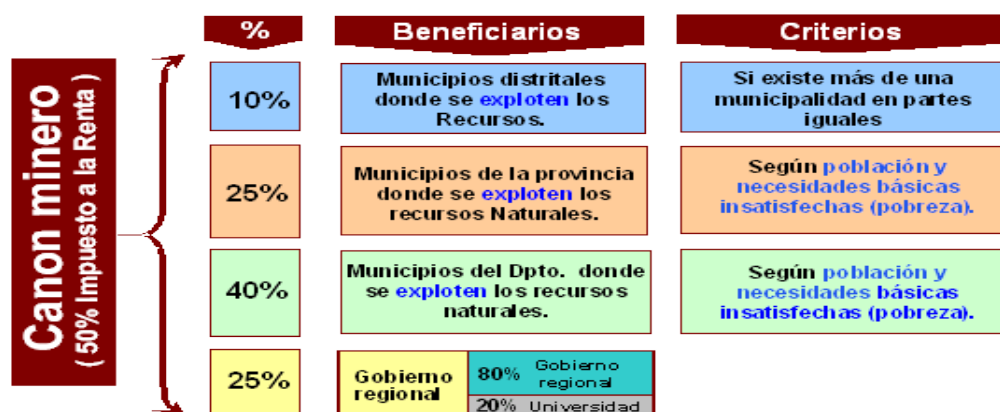 %
Beneficiarios
Criterios
Canon minero
( 50% Impuesto a la Renta )
10%
Municipios distritales
donde se exploten los
Recursos.
Si existe más de una
municipalidad en partes
iguales
25%
Municipios de la provincia
donde se exploten los
recursos Naturales.
Según población y
necesidades básicas
insatisfechas (pobreza).
40%
Municipios del Dpto. donde
se exploten los recursos
naturales.
Según población y
necesidades básicas
insatisfechas (pobreza).
25%
Gobierno
regional
80% Gobierno
regional
20% Universidad